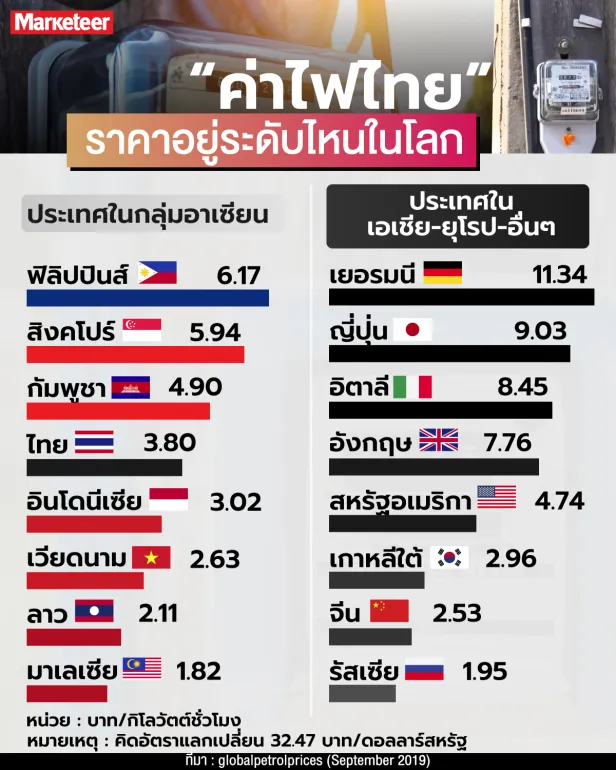 Marketeer
“ค่าไฟไทย”
ราคาอยู่ระดับไหนในโลก
ประเทศในกลุ่มอาเซียน
ฟิลิปปินส์ 6.17
สิงคโปร์ 5.94
กัมพูชา 4.90
ไทย 3.80
อินโดนีเซีย 3.02
เวียดนาม 2.63
ลาว 2.11
มาเลเซีย 1.82
ประเทศใน
เอเชีย-ยุโรป-อื่นๆ
เยอรมนี 11.34
ญี่ปุ่น 9.03
อิตาลี 8.45
อังกฤษ 7.76
สหรัฐอเมริกา 4.74
เกาหลีใต้ 2.96
จีน 2.53
รัสเซีย 1.95
หน่วย : บาท/กิโลวัตต์ชั่วโมง
หมายเหตุ : คิดอัตราแลกเปลี่ยน 32.47 บาท/ดอลลาร์สหรัฐ
ที่มา : globalpetrolprices (September 2019)